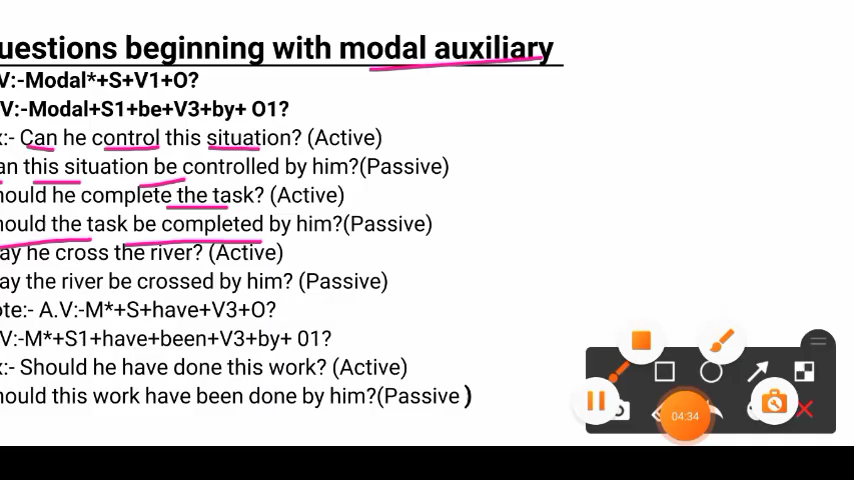 uestions beginning with modal auxiliary
V:-Modal*+S+V1+O?
V:-Modal+S1+be+V3+by+ O1?
:- Can he control this situation? (Active)
an this situation be controlled by him?(Passive)
hould he complete the task? (Active)
hould the task be completed by him?(Passive)
ay he cross the river? (Active)
ay the river be crossed by him? (Passive)
ote:- A.V:-M*+S+have+V3+O?
.V:-M*+S1+have+been+V3+by+ 01?
:- Should he have done this work? (Active)
hould this work have been done by him?(Passive )
04:34